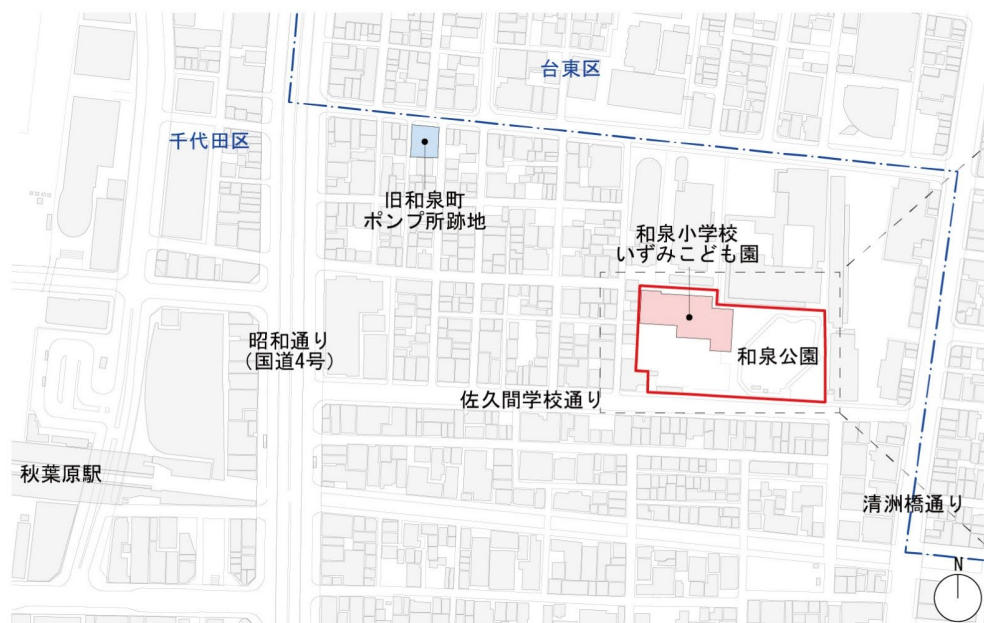 台東区
千代田区
旧和泉町
ポンプ所跡地
和泉小学校
いずみこども園
昭和通り
(国道4号)
和泉公園
佐久間学校通り
秋葉原駅
清洲橋通り
N